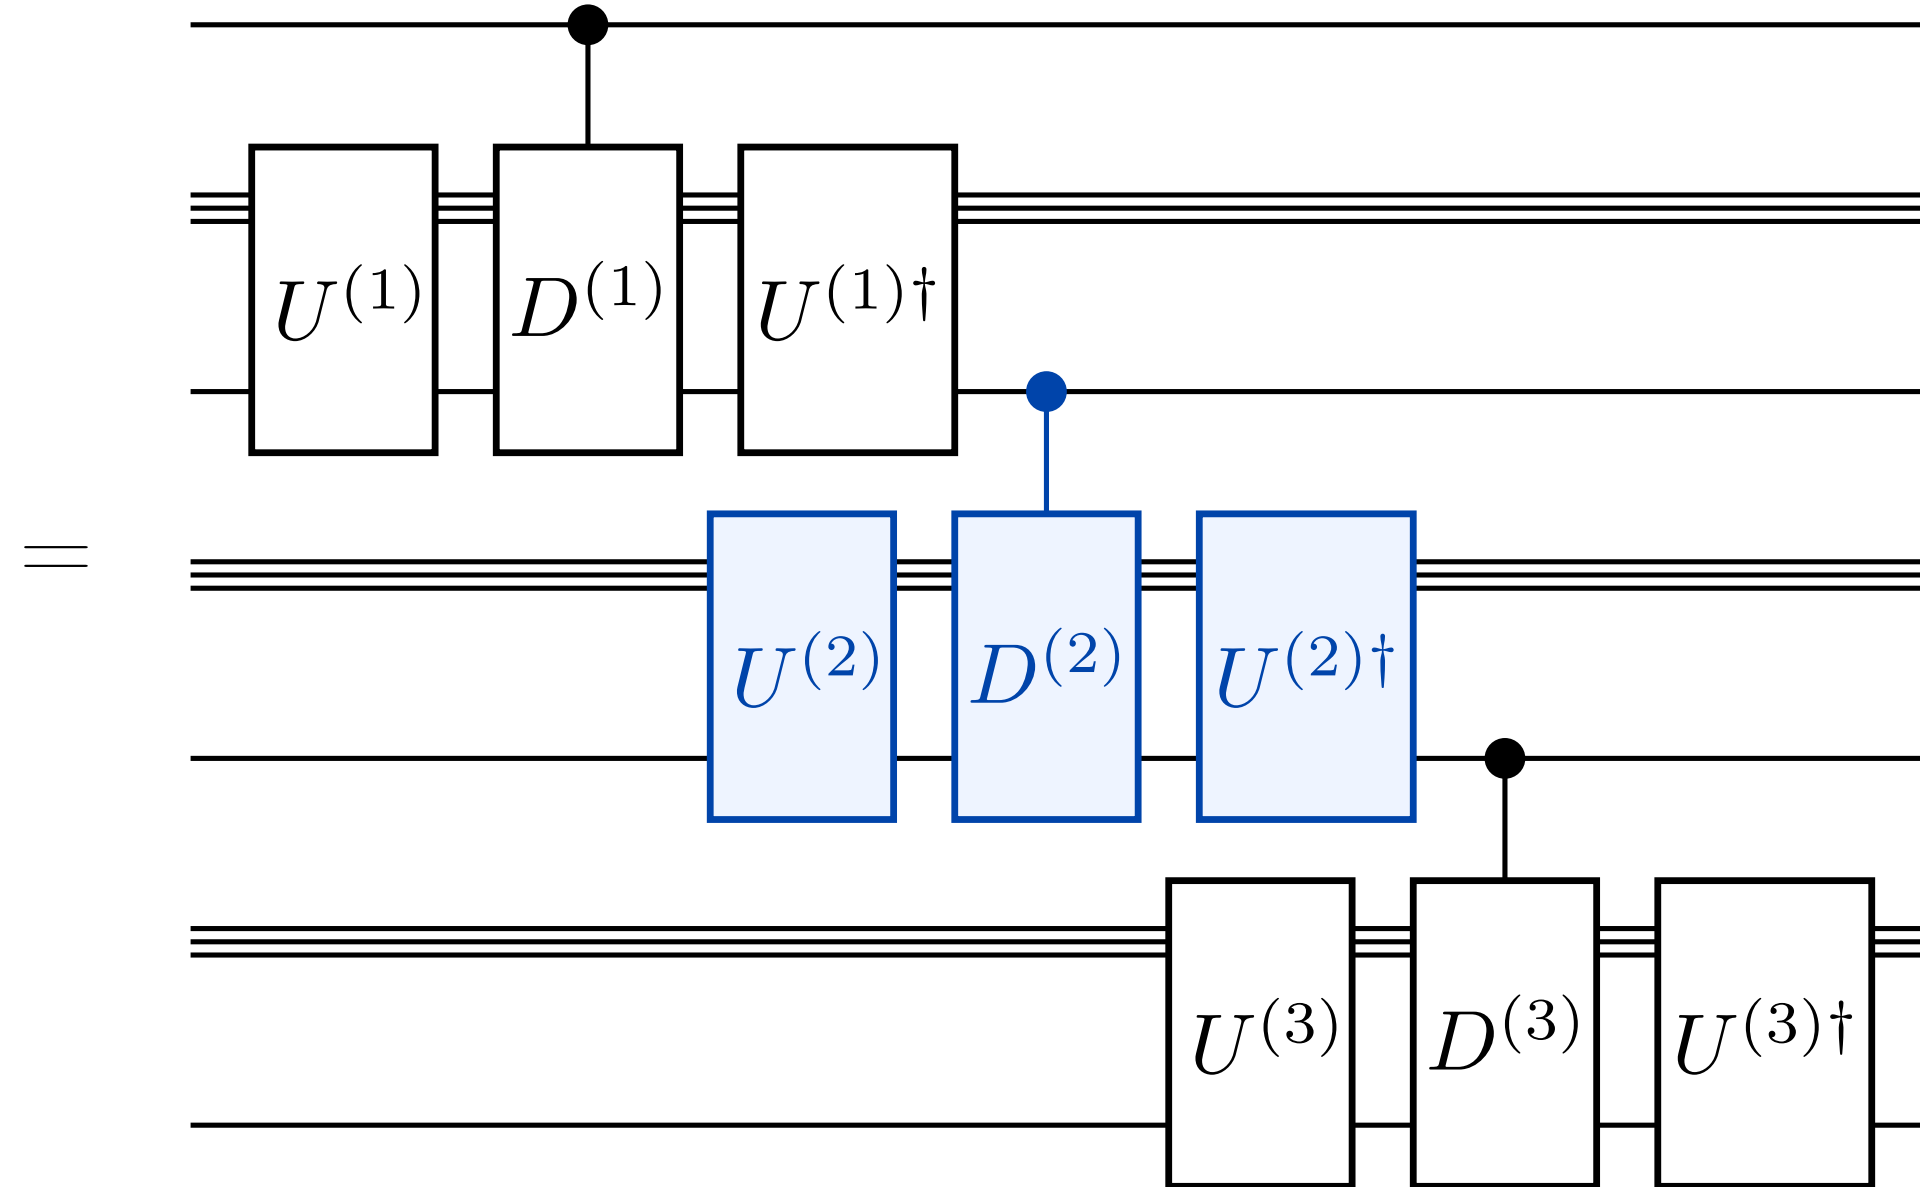 U(1) D(1) U(1)†
=
U(2) D(2) U(2)†
U(3) D(3) U(3)†